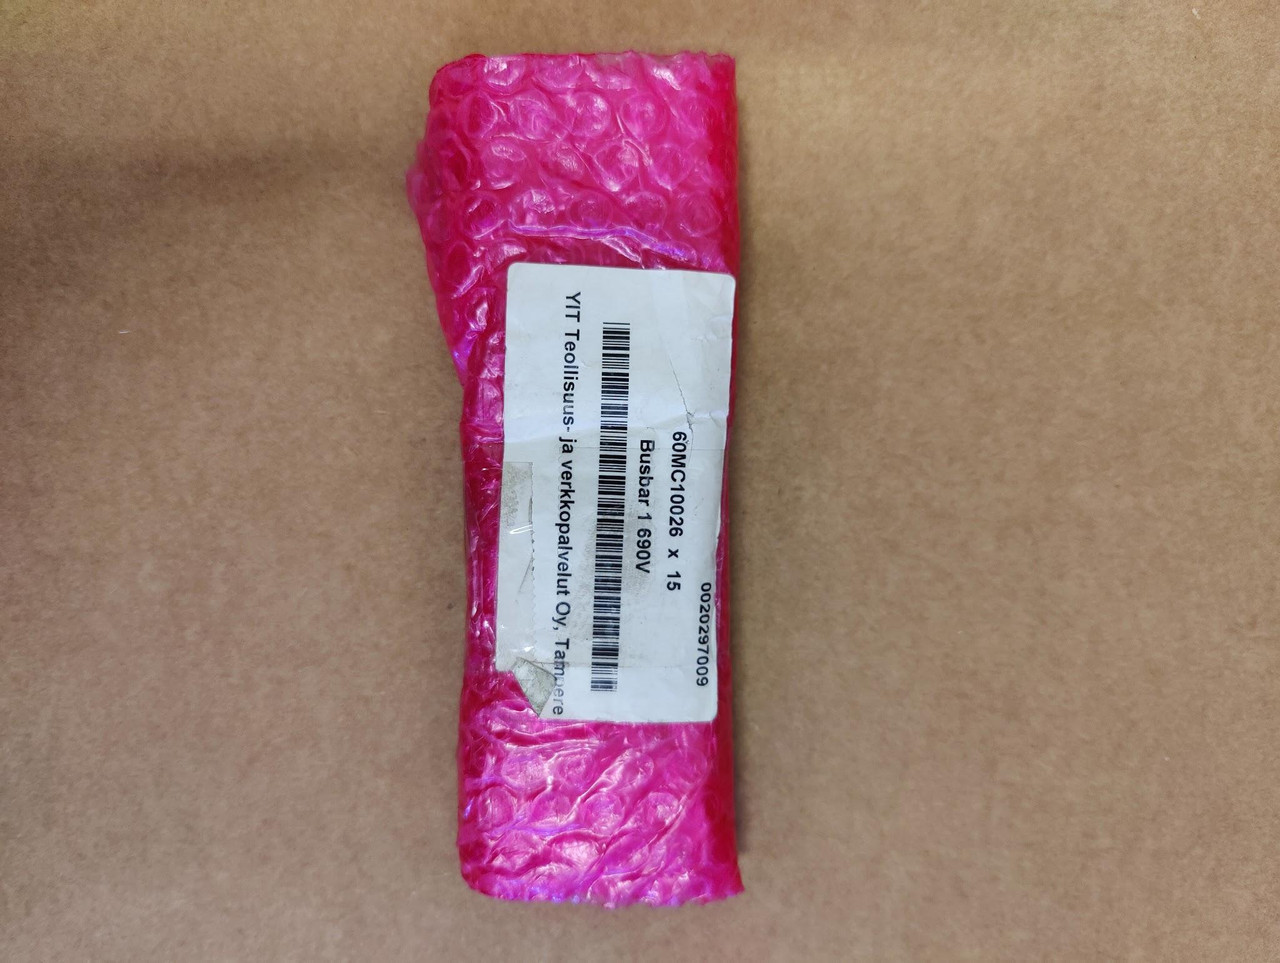 0020297009
60MC10026 x 15
Busbar 1 690V
YIT Teollisuus- ja verkkopalvelut Oy, Tampere